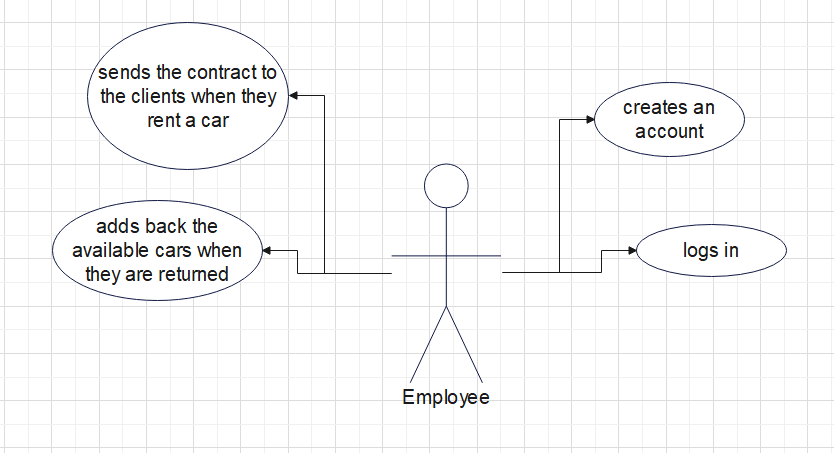 sends the contract to
the clients when they
rent a car
creates an
account
adds back the
available cars when
they are returned
logs in
Employee